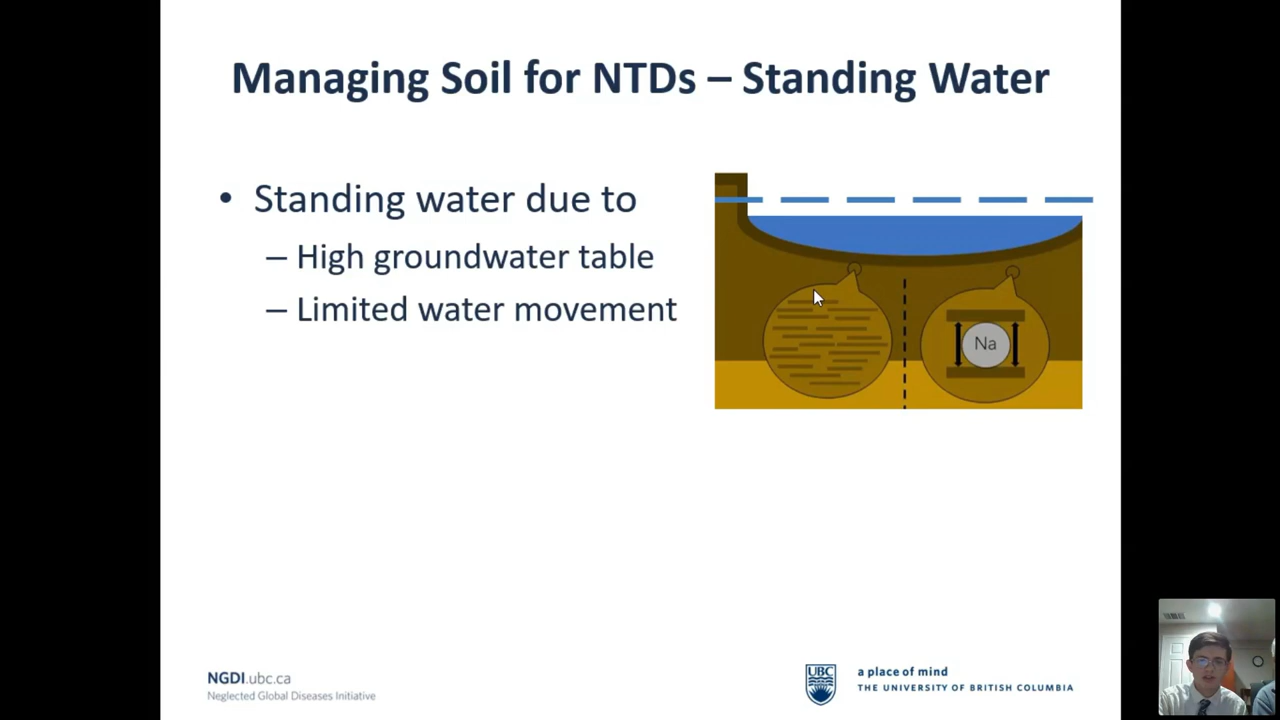 Managing Soil for NTDs – Standing Water
• Standing water due to
– High groundwater table
– Limited water movement
Na
NGDI.ubc.ca
Neglected Global Diseases Initiative
UBC
a place of mind
THE UNIVERSITY OF BRITISH COLUMBIA